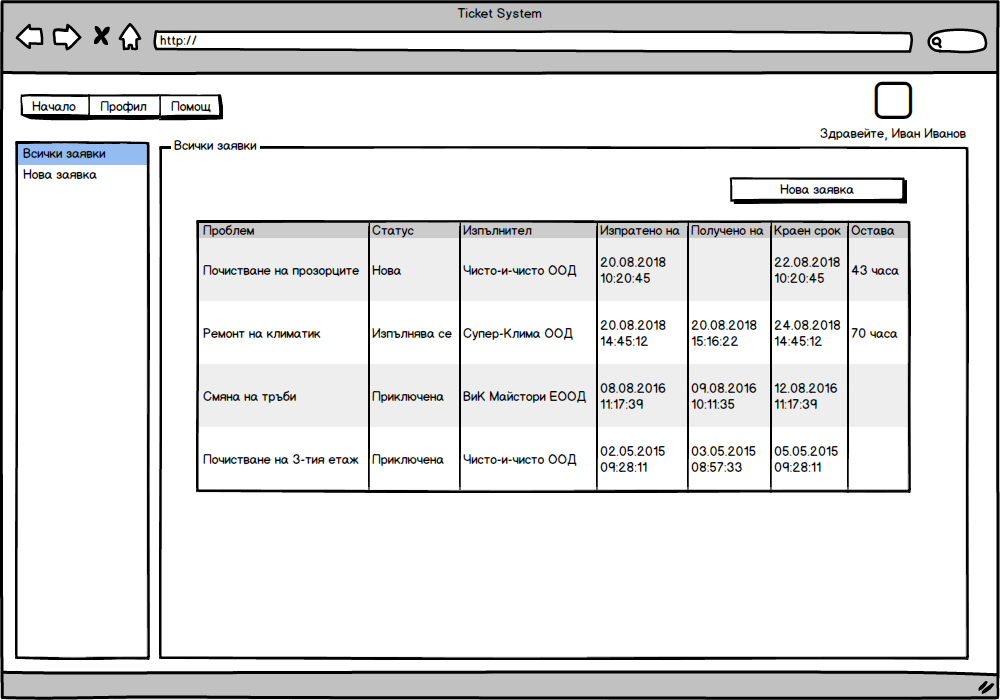 Ticket System
http://
Начало Профил Помощ
Здравейте, Иван Иванов
Всички заявки
Нова заявка
Всички заявки
Нова заявка
Проблем Статус Изпълнител Изпратено на Получено на Краен срок Остава
Почистване на прозорците Нова Чисто-и-чисто ООД 20.08.2018 10:20:45 22.08.2018 10:20:45 43 часа
Ремонт на климатик Изпълнява се Супер-Клима ООД 20.08.2018 14:45:12 20.08.2018 15:16:22 24.08.2018 14:45:12 70 часа
Смяна на тръби Приключена ВиК Майстори ЕООД 08.08.2016 11:17:39 09.08.2016 10:11:35 12.08.2016 11:17:39
Почистване на 3-тия етаж Приключена Чисто-и-чисто ООД 02.05.2015 09:28:11 03.05.2015 08:57:33 05.05.2015 09:28:11